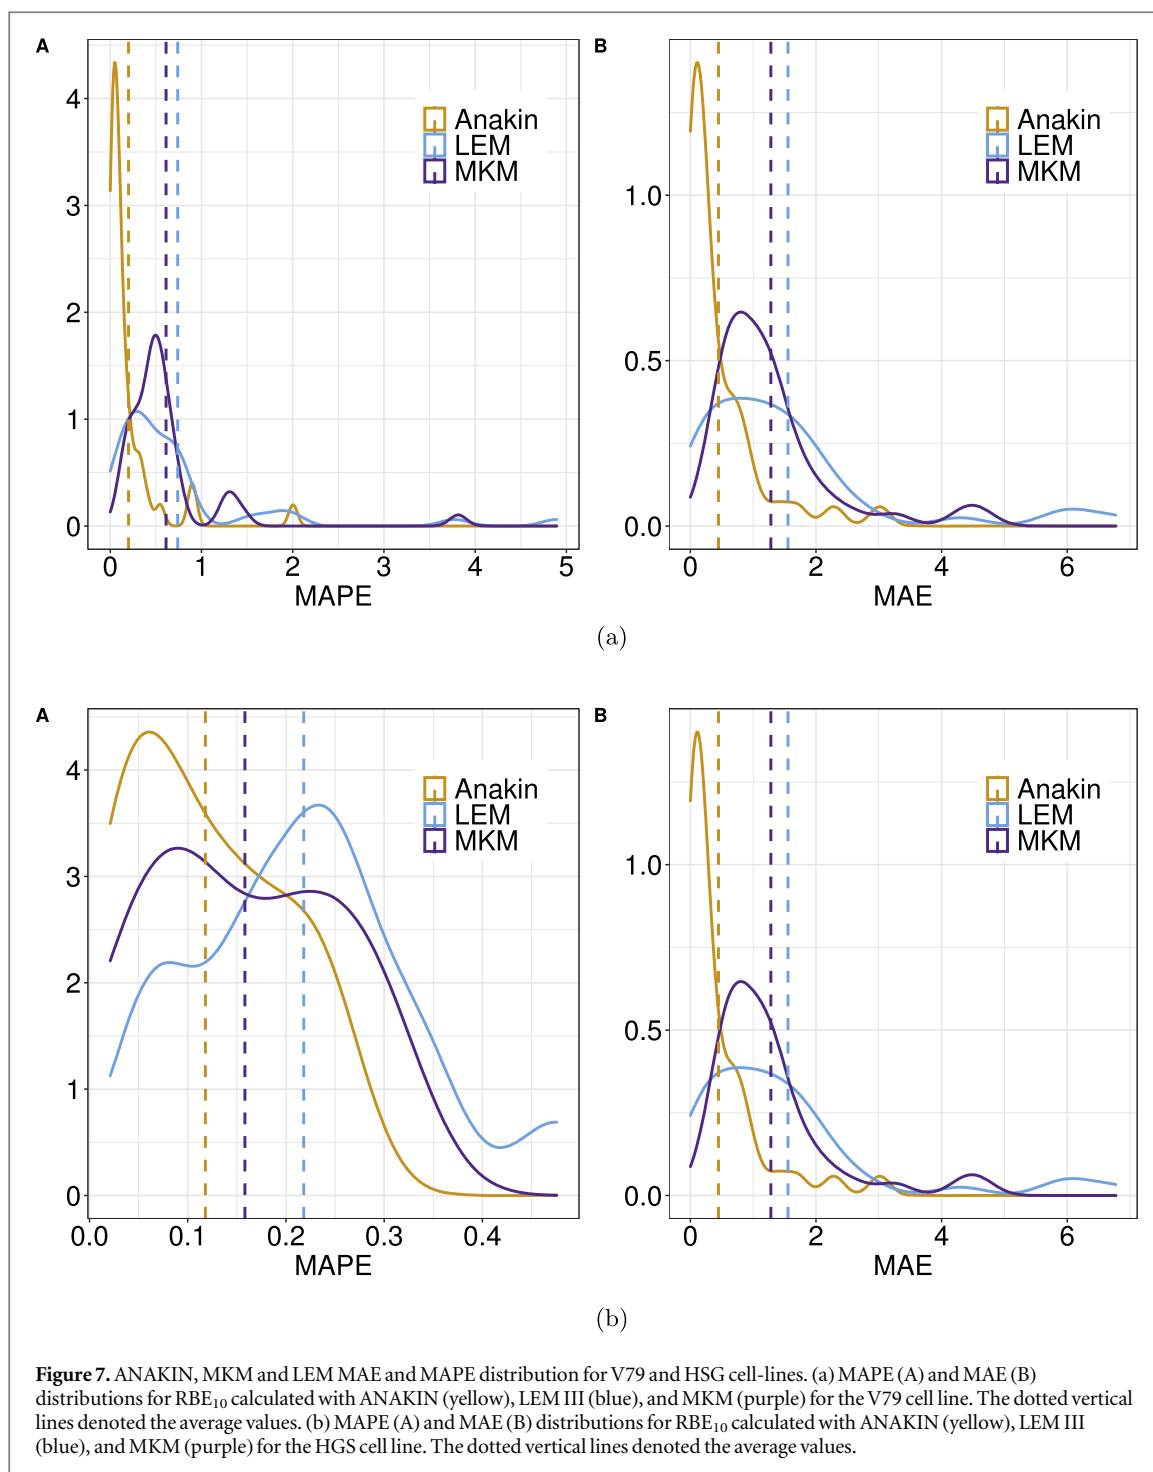 A
B
4
3
2
1
0
0
1
2
3
4
5
MAPE
Anakin
LEM
MKM
1.0
0.5
0.0
0
2
4
6
MAE
Anakin
LEM
MKM
(a)
A
B
4
3
2
1
0
0.0
0.1
0.2
0.3
0.4
MAPE
Anakin
LEM
MKM
1.0
0.5
0.0
0
2
4
6
MAE
Anakin
LEM
MKM
(b)
Figure 7. ANAKIN, MKM and LEM MAE and MAPE distribution for V79 and HSG cell-lines. (a) MAPE (A) and MAE (B)
distributions for RBE₁₀ calculated with ANAKIN (yellow), LEM III (blue), and MKM (purple) for the V79 cell line. The dotted vertical
lines denoted the average values. (b) MAPE (A) and MAE (B) distributions for RBE₁₀ calculated with ANAKIN (yellow), LEM III
(blue), and MKM (purple) for the HGS cell line. The dotted vertical lines denoted the average values.